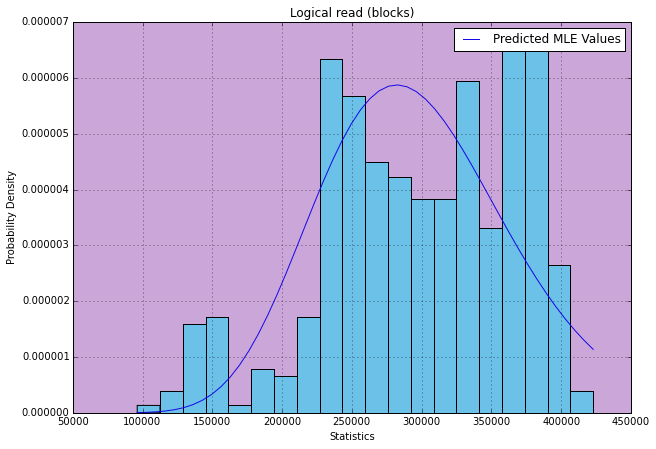 Logical read (blocks)
Predicted MLE Values
Probability Density
0.000007
0.000006
0.000005
0.000004
0.000003
0.000002
0.000001
0.000000
50000 100000 150000 200000 250000 300000 350000 400000 450000
Statistics